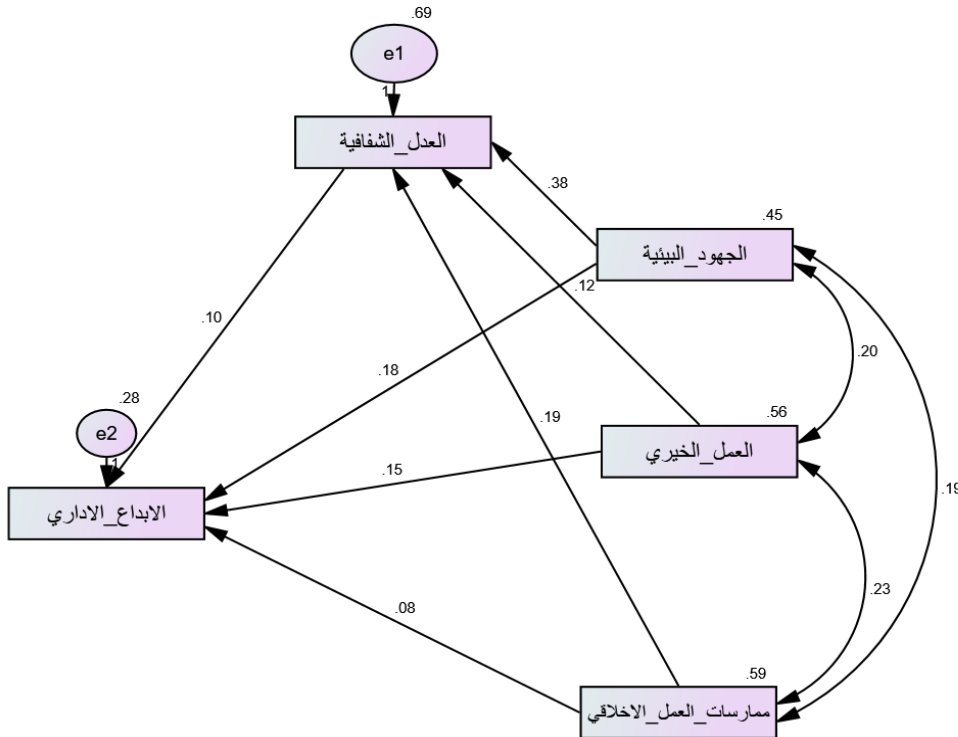 .69
e1
1
العدل_الشفافية
.38
.45
الجهود_البيئية
.12
.10
.20
.18
.28
.56
e2
.19
العمل_الخيري
1
.15
.19
الابداع_الاداري
.23
.08
.59
ممارسات_العمل_الاخلاقي